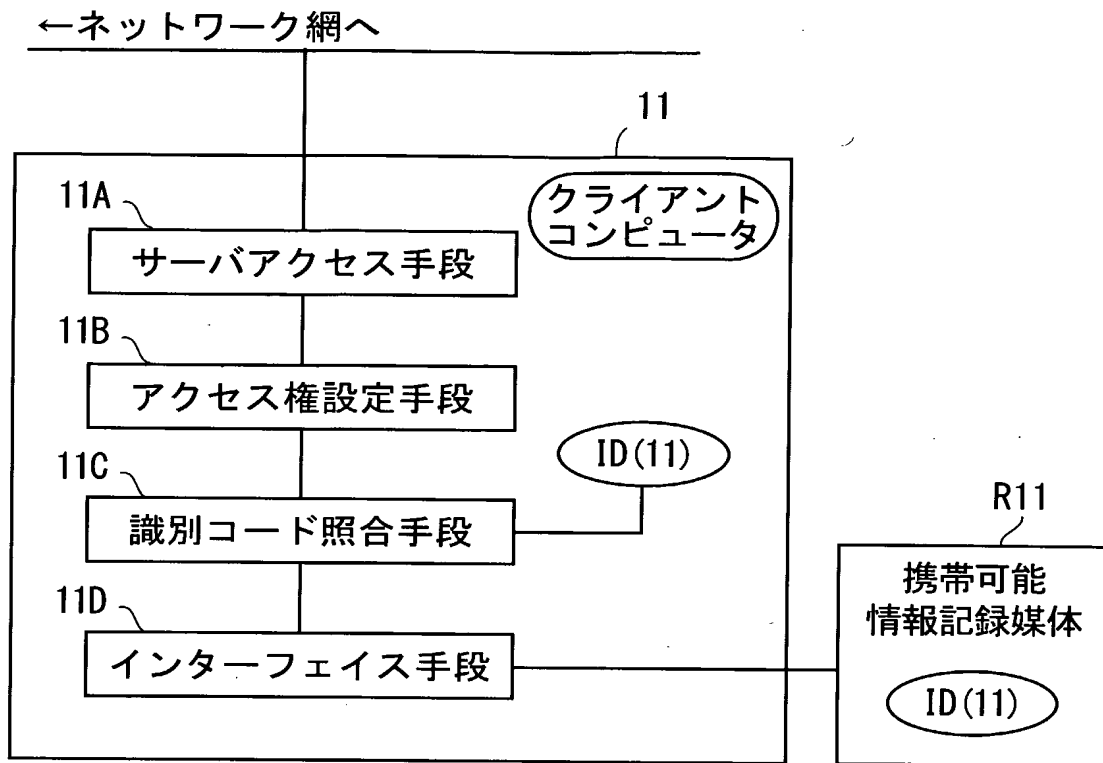 ←ネットワーク網へ
11
クライアント
コンピュータ
11A
サーバアクセス手段
11B
アクセス権設定手段
ID(11)
11C
識別コード照合手段
R11
携帯可能
情報記録媒体
11D
インターフェイス手段
ID(11)